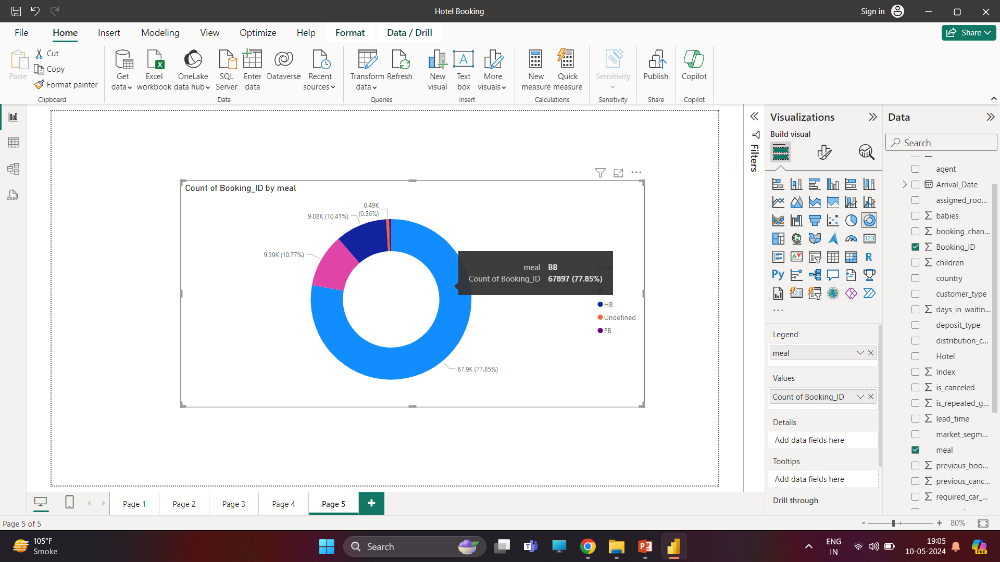 Hotel Booking
Sign in
File Home Insert Modeling View Optimize Help Format Data / Drill
Share
Paste
Cut
Copy
Format painter
Clipboard
Get data
Excel workbook
OneLake data hub
SQL Server
Enter data
Dataverse
Recent sources
Data
Transform data
Refresh
Queries
New visual
Text box
More visuals
Insert
New measure
Quick measure
Calculations
Sensitivity
Sensitivity
Publish
Share
Copilot
Copilot
Count of Booking_ID by meal
0.49K
(0.56%)
9.08K (10.41%)
9.39K (10.77%)
67.9K (77.85%)
meal BB
Count of Booking_ID 67897 (77.85%)
HB
Undefined
FB
Filters
Visualizations
Build visual
Legend
meal
Values
Count of Booking_ID
Details
Add data fields here
Tooltips
Add data fields here
Drill through
Data
Search
agent
Arrival_Date
assigned_roo...
babies
booking_chan...
Booking_ID
children
country
customer_type
days_in_waitin...
deposit_type
distribution_c...
Hotel
Index
is_canceled
is_repeated_g...
lead_time
market_segm...
meal
previous_boo...
previous_canc...
required_car_...
Page 1
Page 2
Page 3
Page 4
Page 5
Page 5 of 5
- + 80%
105°F
Smoke
Search
ENG
IN
19:05
10-05-2024